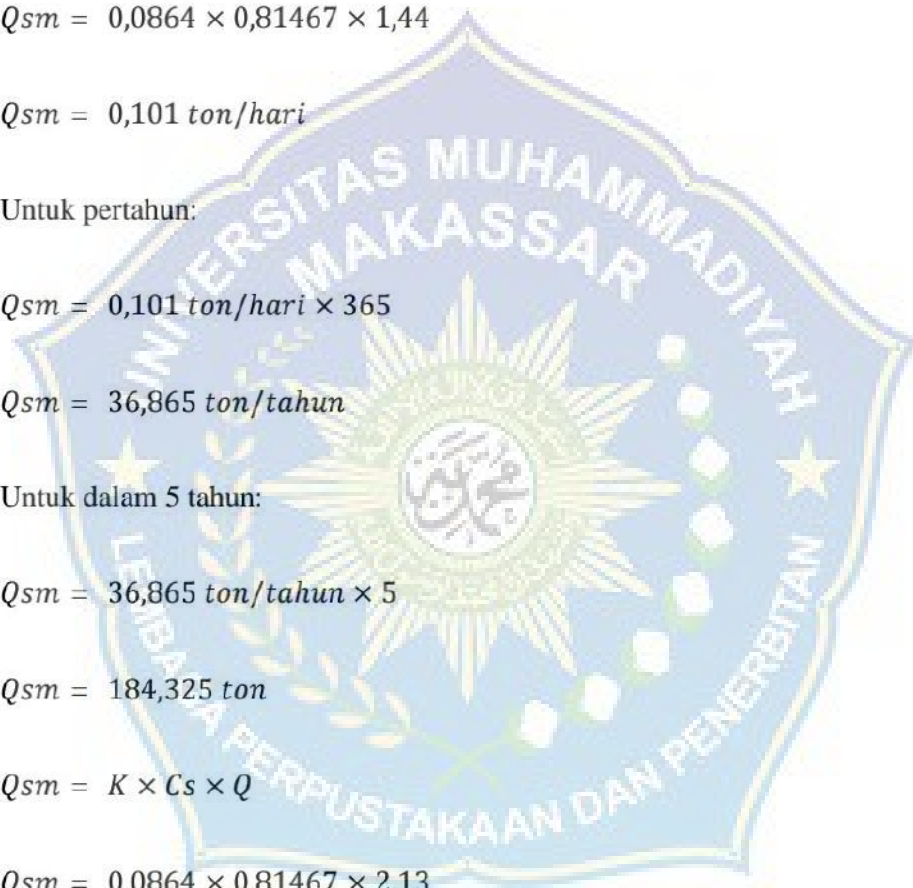 Qsm = 0,0864 × 0,81467 × 1,44
Qsm = 0,101 ton/hari
Untuk pertahun:
Qsm = 0,101 ton/hari × 365
Qsm = 36,865 ton/tahun
Untuk dalam 5 tahun:
Qsm = 36,865 ton/tahun × 5
Qsm = 184,325 ton
Qsm = K × Cs × Q
Qsm = 0,0864 × 0,81467 × 2,13
UNIVERSITAS MUHAMMADIYAH
MAKASSAR
LEMBAGA PERPUSTAKAAN DAN PENERBITAN